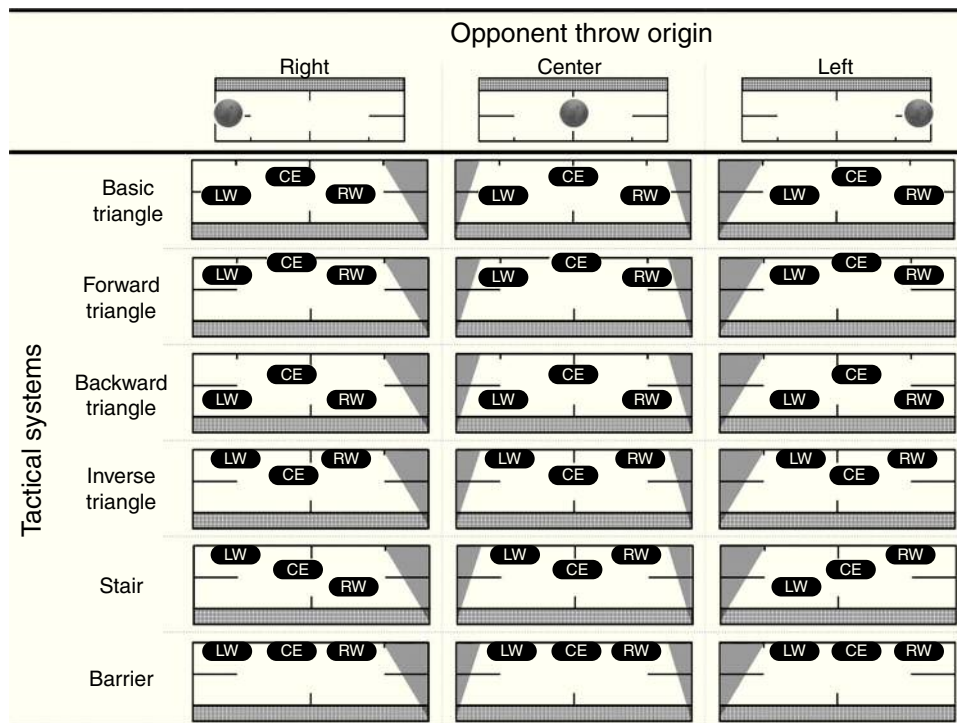 Opponent throw origin
Right Center Left
Tactical systems
Basic
triangle
CE CE CE
LW RW LW RW LW RW
Forward
triangle
CE CE CE
LW RW LW RW LW RW
Backward
triangle
CE CE CE
LW RW LW RW LW RW
Inverse
triangle
LW RW LW RW LW RW
CE CE CE
Stair
LW LW RW RW
CE CE CE
RW LW
Barrier
LW CE RW LW CE RW LW CE RW